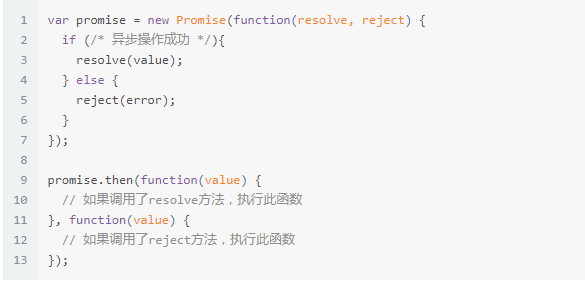 1 var promise = new Promise(function(resolve, reject) {
2   if (/* 异步操作成功 */){
3     resolve(value);
4   } else {
5     reject(error);
6   }
7 });
8
9 promise.then(function(value) {
10   // 如果调用了resolve方法，执行此函数
11 }, function(value) {
12   // 如果调用了reject方法，执行此函数
13 });